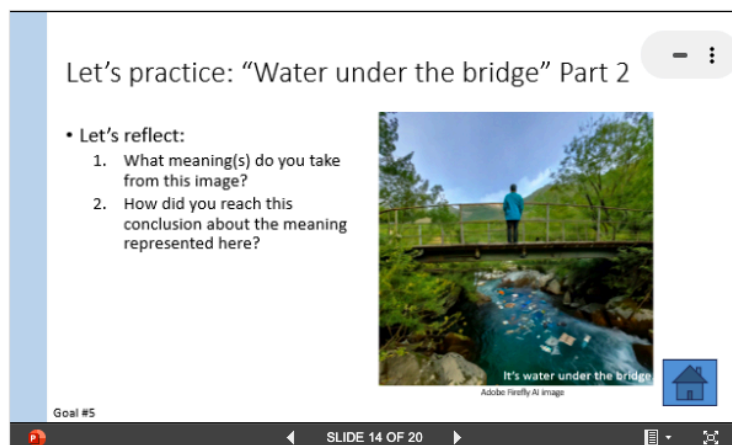 Let's practice: "Water under the bridge" Part 2
• Let's reflect:
1. What meaning(s) do you take
from this image?
2. How did you reach this
conclusion about the meaning
represented here?
It's water under the bridge
Adobe Firefly AI image
Goal #5
SLIDE 14 OF 20